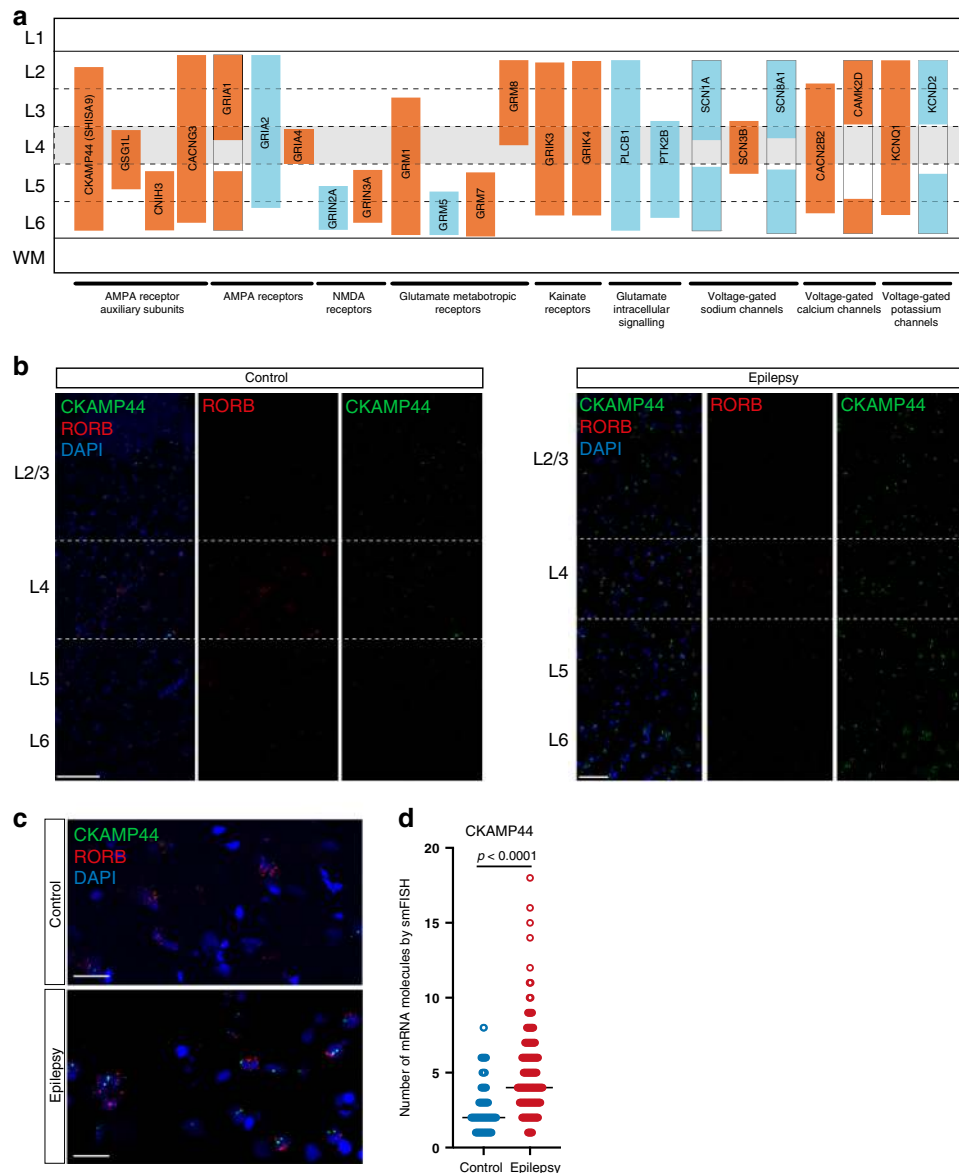 a
L1
L2
L3
L4
L5
L6
WM
CKAMP44 (SHISA9)
GSG1L
CNIH3
CACNG3
GRIA1
GRIA2
GRIA4
GRIN2A
GRIN3A
GRM1
GRM5
GRM7
GRM8
GRIK3
GRIK4
PLCB1
PTK2B
SCN1A
SCN3B
SCN8A1
CACN2B2
CAMK2D
KCNQ1
KCND2
AMPA receptor
auxiliary subunits
AMPA receptors
NMDA
receptors
Glutamate metabotropic
receptors
Kainate
receptors
Glutamate
intracellular
signalling
Voltage-gated
sodium channels
Voltage-gated
calcium channels
Voltage-gated
potassium
channels
b
Control
CKAMP44
RORB
DAPI
RORB
CKAMP44
L2/3
L4
L5
L6
Epilepsy
CKAMP44
RORB
DAPI
RORB
CKAMP44
L2/3
L4
L5
L6
c
Control
CKAMP44
RORB
DAPI
Epilepsy
d
CKAMP44
p < 0.0001
Number of mRNA molecules by smFISH
20
15
10
5
0
Control Epilepsy